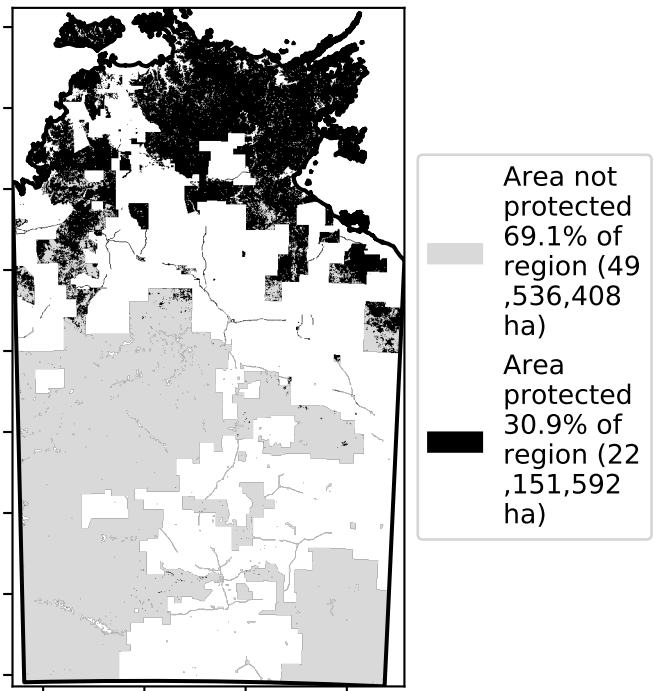 Area not
protected
69.1% of
region (49
,536,408
ha)
Area
protected
30.9% of
region (22
,151,592
ha)